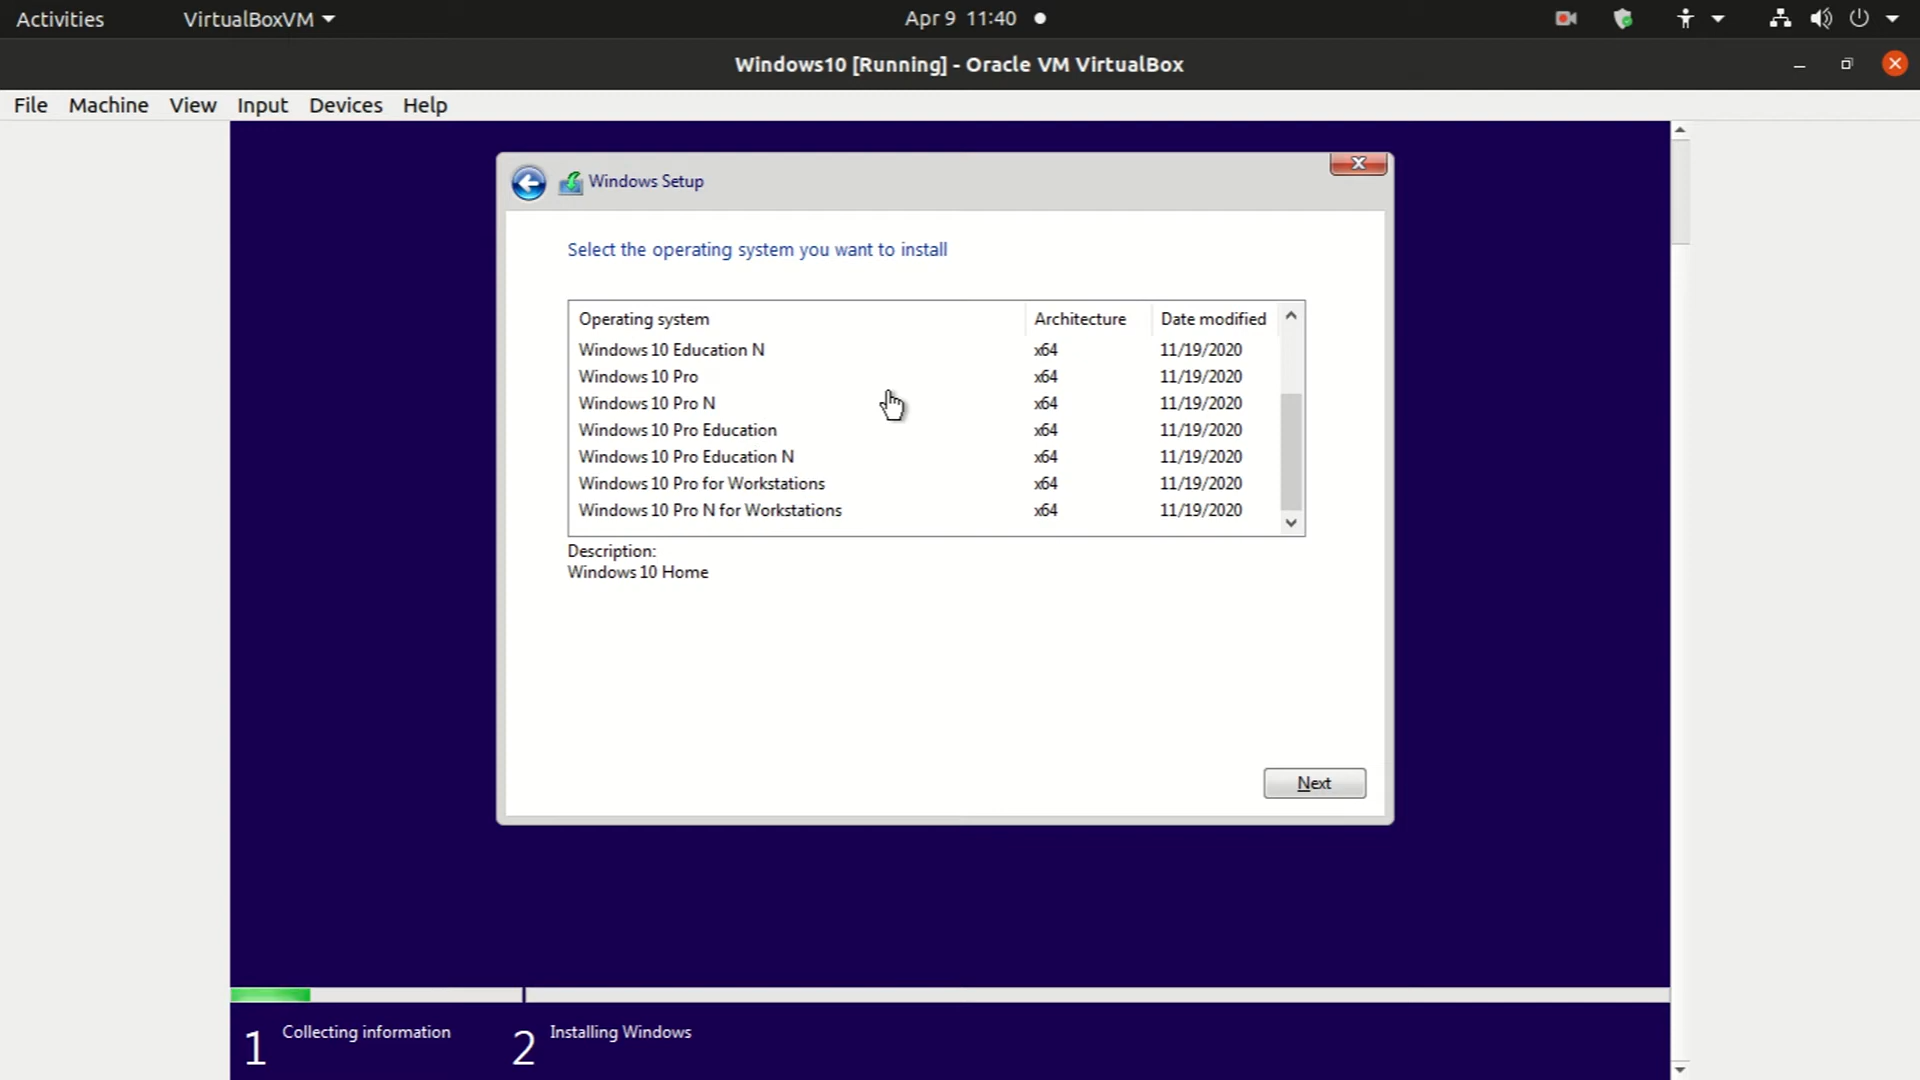 Activities VirtualBoxVM Apr 9 11:40
Windows10 [Running] - Oracle VM VirtualBox
File Machine View Input Devices Help
Windows Setup
Select the operating system you want to install
Operating system Architecture Date modified
Windows 10 Education N x64 11/19/2020
Windows 10 Pro x64 11/19/2020
Windows 10 Pro N x64 11/19/2020
Windows 10 Pro Education x64 11/19/2020
Windows 10 Pro Education N x64 11/19/2020
Windows 10 Pro for Workstations x64 11/19/2020
Windows 10 Pro N for Workstations x64 11/19/2020
Description:
Windows 10 Home
Next
1 Collecting information 2 Installing Windows